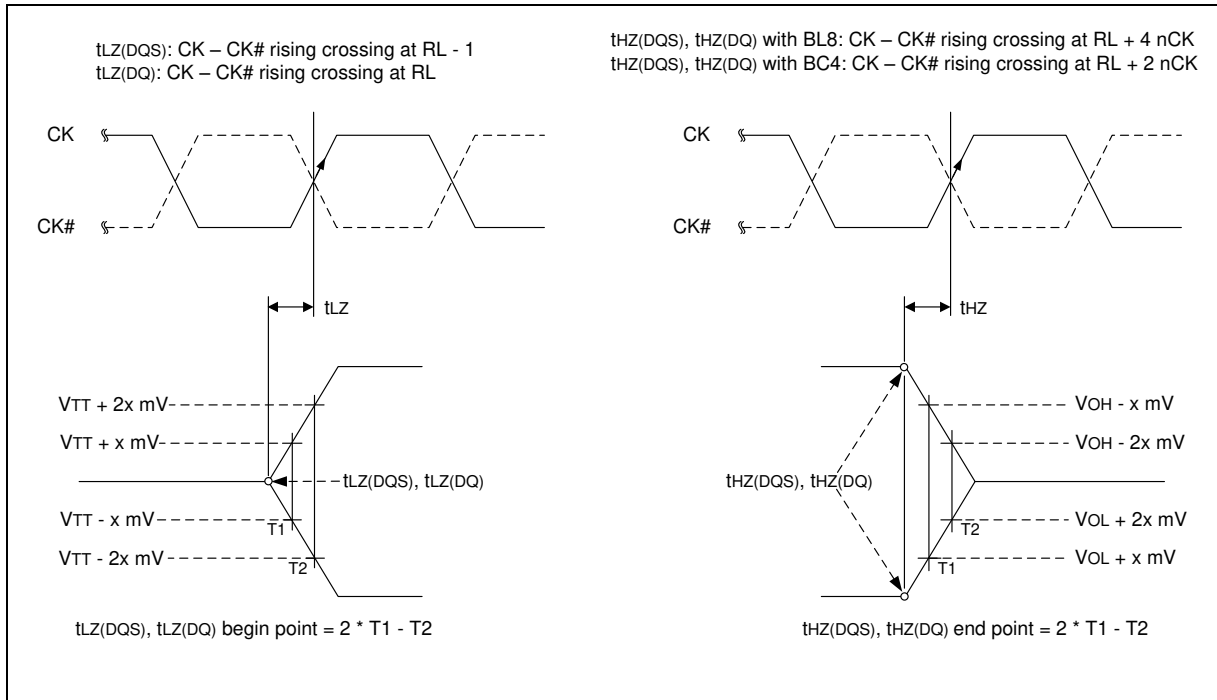 tLZ(DQS): CK – CK# rising crossing at RL - 1
tLZ(DQ): CK – CK# rising crossing at RL
tHZ(DQS), tHZ(DQ) with BL8: CK – CK# rising crossing at RL + 4 nCK
tHZ(DQS), tHZ(DQ) with BC4: CK – CK# rising crossing at RL + 2 nCK
CK
CK#
CK
CK#
tLZ
tHZ
VTT + 2x mV
VTT + x mV
tLZ(DQS), tLZ(DQ)
VTT - x mV
T1
VTT - 2x mV
T2
VOH - x mV
VOH - 2x mV
tHZ(DQS), tHZ(DQ)
VOL + 2x mV
T2
VOL + x mV
T1
tLZ(DQS), tLZ(DQ) begin point = 2 * T1 - T2
tHZ(DQS), tHZ(DQ) end point = 2 * T1 - T2